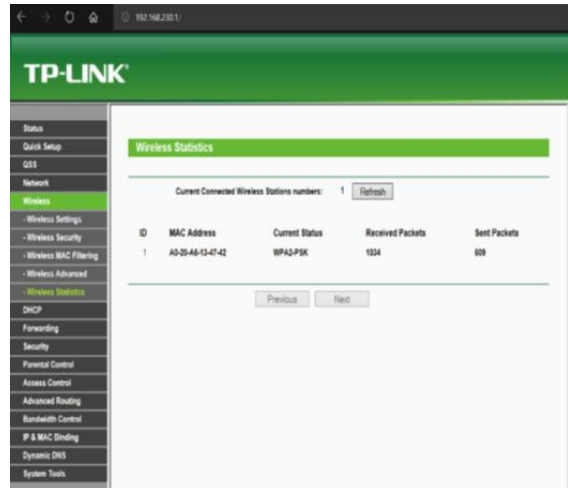 192.168.230.1/
TP-LINK
Status
Quick Setup
QSS
Network
Wireless
- Wireless Settings
- Wireless Security
- Wireless MAC Filtering
- Wireless Advanced
- Wireless Statistics
DHCP
Forwarding
Security
Parental Control
Access Control
Advanced Routing
Bandwidth Control
IP & MAC Binding
Dynamic DNS
System Tools
Wireless Statistics
Current Connected Wireless Stations numbers: 1 Refresh
ID MAC Address Current Status Received Packets Sent Packets
1 A0-20-A6-13-47-42 WPA2-PSK 1034 609
Previous Next